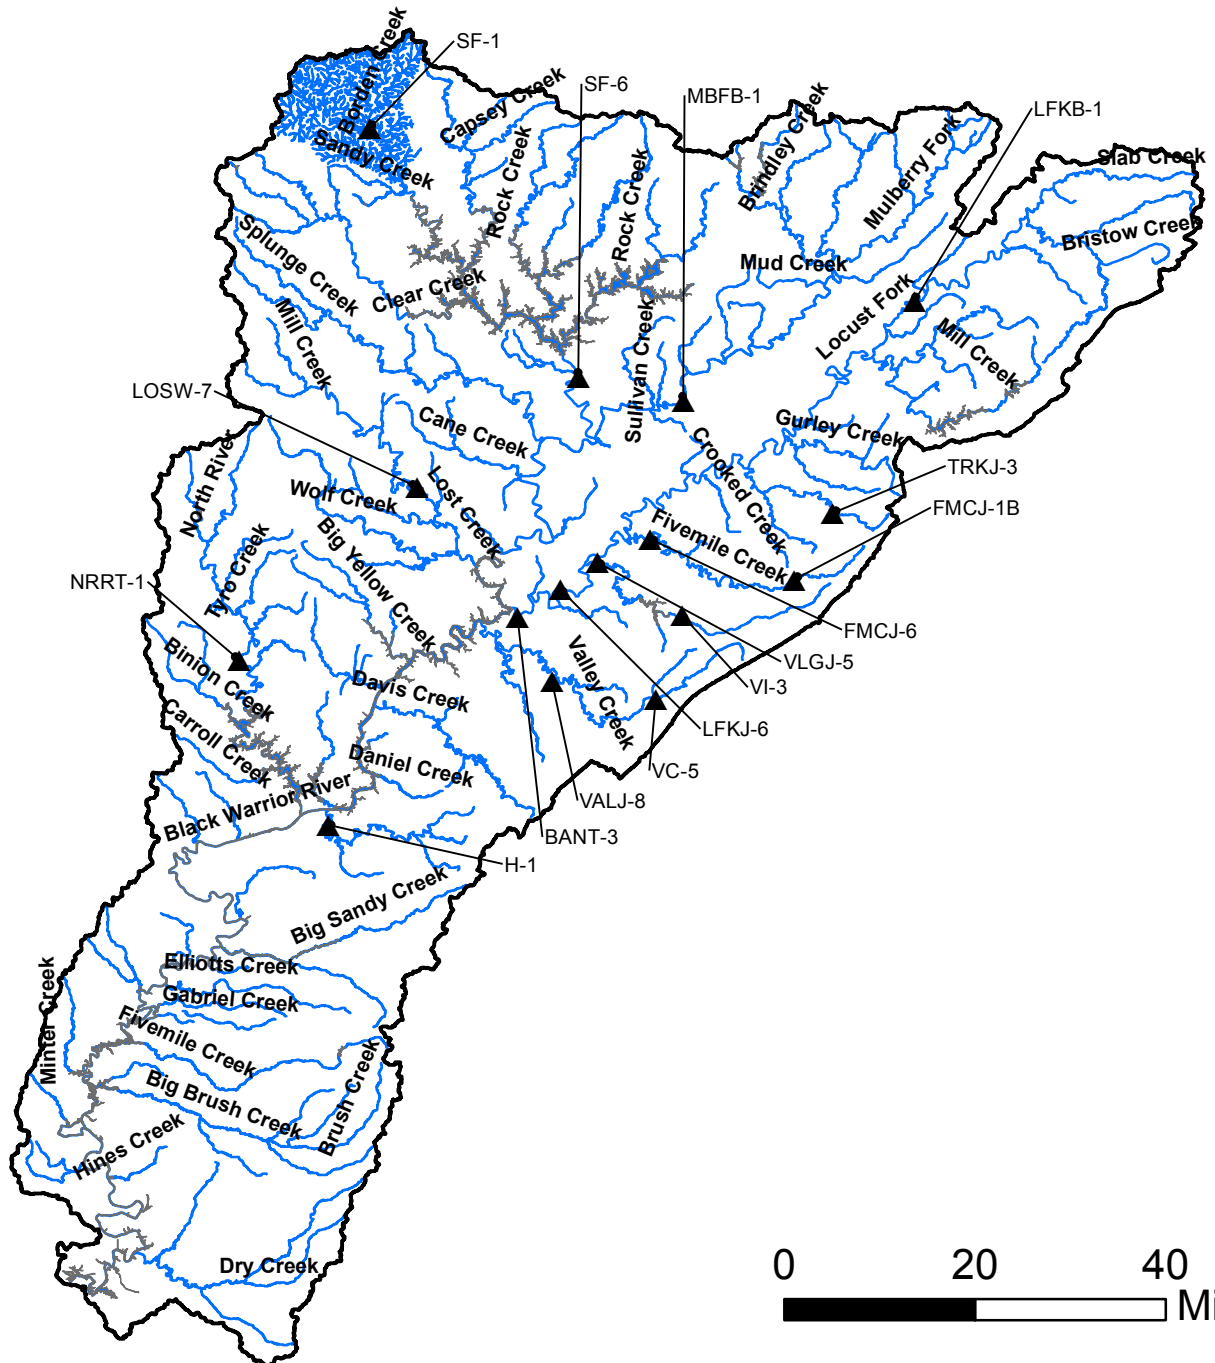 Borden Creek
SF-1
SF-6
MBFB-1
LFKB-1
Capsey Creek
Sandy Creek
Rock Creek
Rock Creek
Brindley Creek
Mulberry Fork
Slab Creek
Bristow Creek
Splunge Creek
Clear Creek
Mud Creek
Locust Fork
Mill Creek
Mill Creek
Sullivan Creek
LOSW-7
Cane Creek
Gurley Creek
Crooked Creek
TRKJ-3
North River
Wolf Creek
Lost Creek
FMCJ-1B
Big Yellow Creek
Fivemile Creek
Tyro Creek
NRRT-1
FMCJ-6
Binion Creek
VLGJ-5
Davis Creek
Valley Creek
VI-3
Carroll Creek
LFKJ-6
Daniel Creek
VC-5
Black Warrior River
VALJ-8
BANT-3
H-1
Big Sandy Creek
Elliotts Creek
Gabriel Creek
Minter Creek
Fivemile Creek
Big Brush Creek
Brush Creek
Hines Creek
Dry Creek
0 20 40
Mi